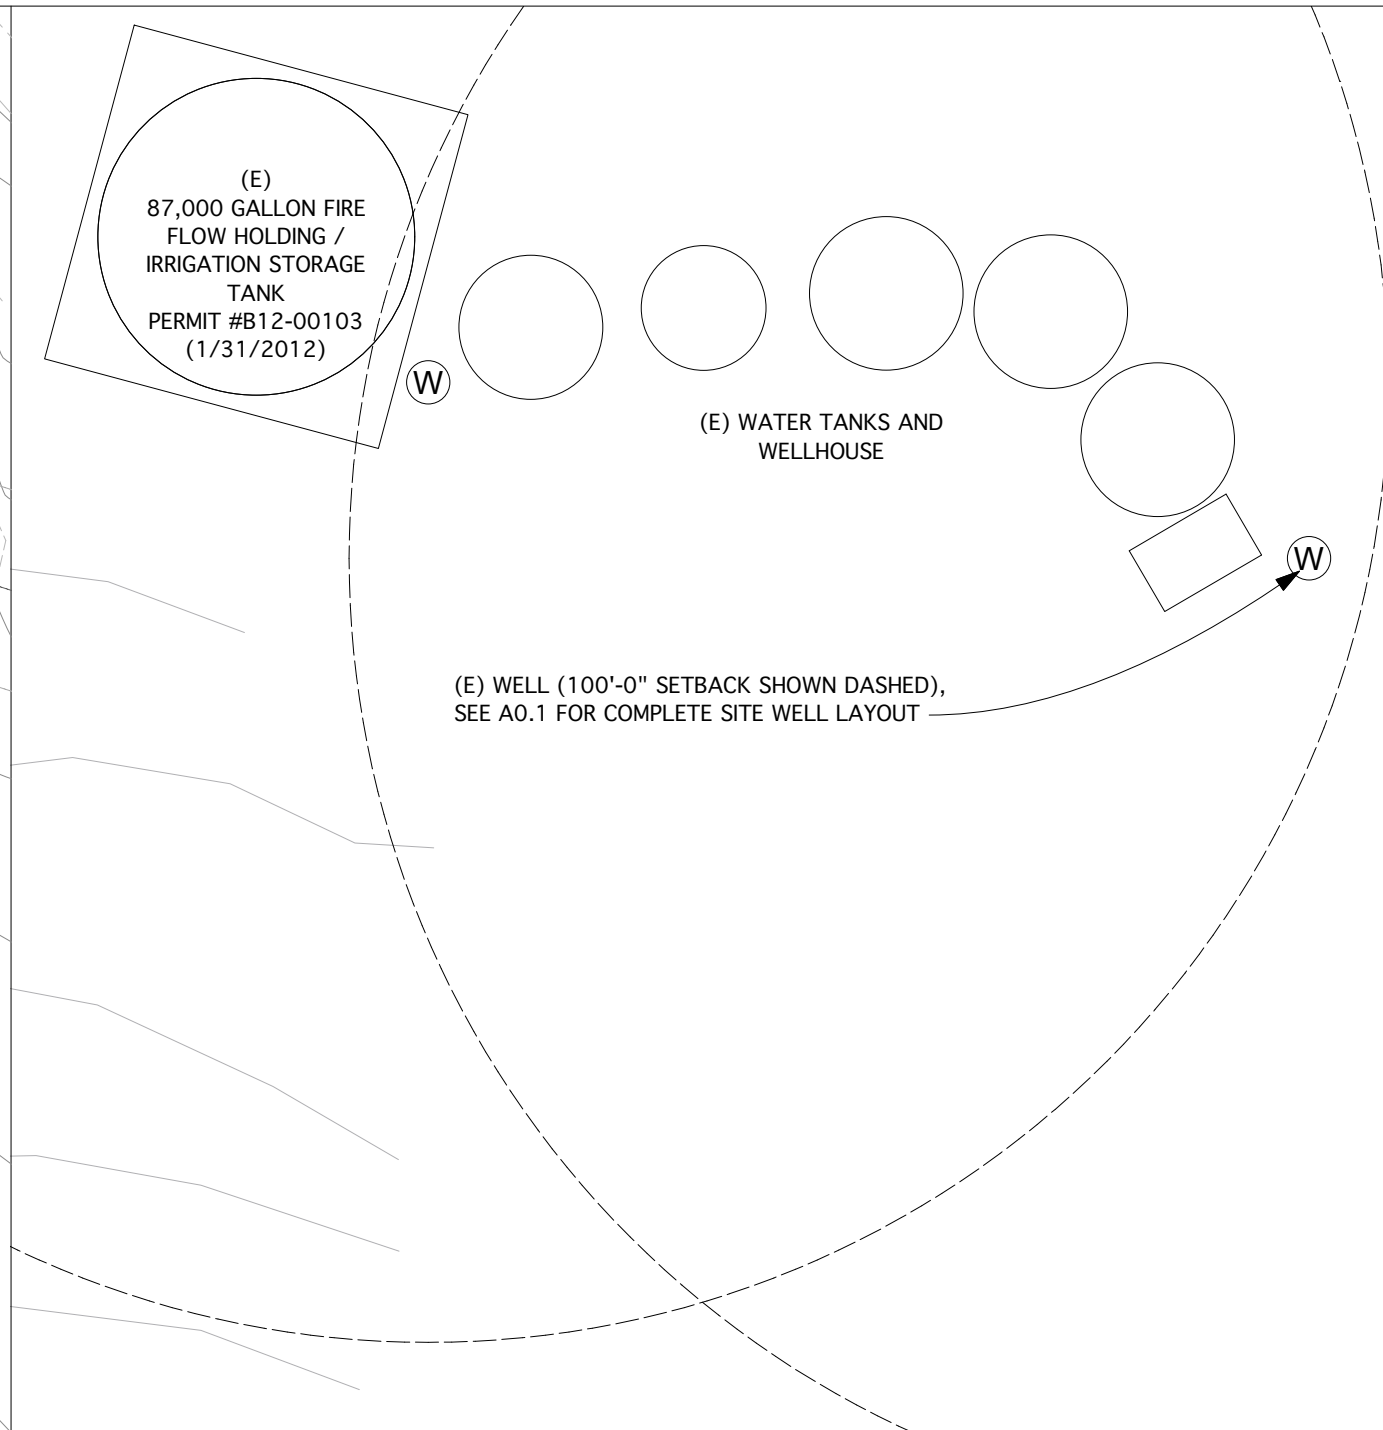 (E)
87,000 GALLON FIRE
FLOW HOLDING /
IRRIGATION STORAGE
TANK
PERMIT #B12-00103
(1/31/2012)
W
(E) WATER TANKS AND
WELLHOUSE
W
(E) WELL (100'-0" SETBACK SHOWN DASHED),
SEE A0.1 FOR COMPLETE SITE WELL LAYOUT